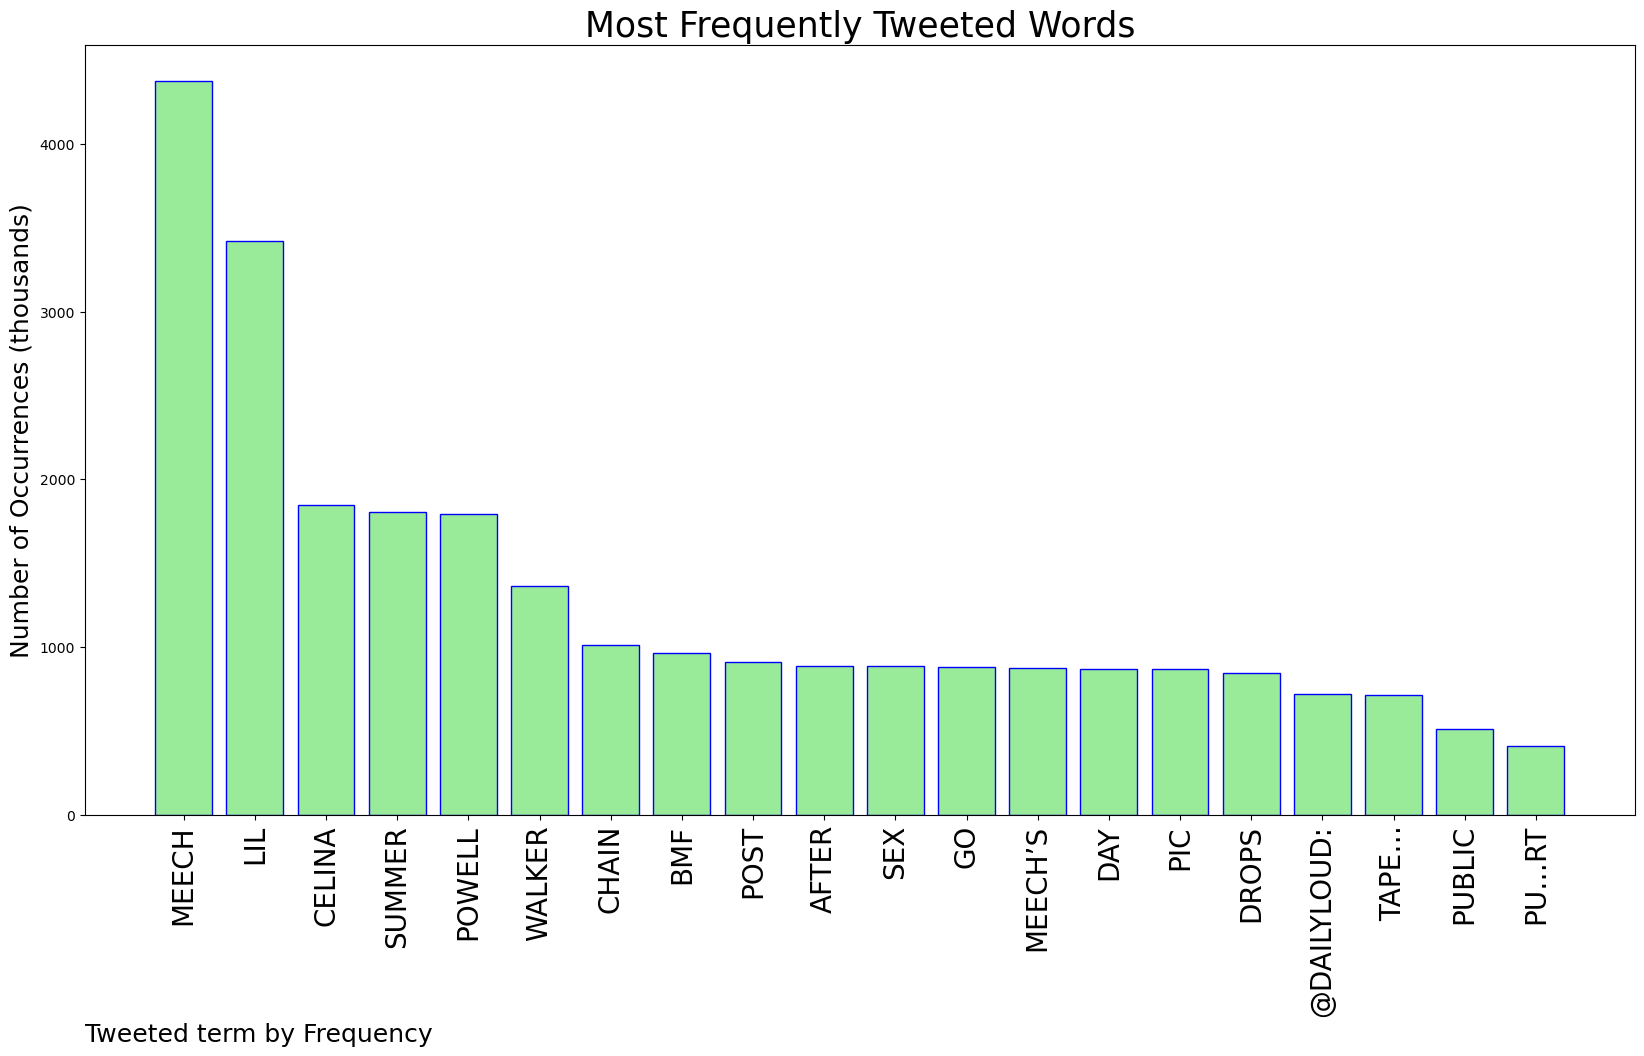 Most Frequently Tweeted Words
Number of Occurrences (thousands)
4000
3000
2000
1000
0
MEECH
LIL
CELINA
SUMMER
POWELL
WALKER
CHAIN
BMF
POST
AFTER
SEX
GO
MEECH’S
DAY
PIC
DROPS
@DAILYLOUD:
TAPE…
PUBLIC
PU…RT
Tweeted term by Frequency